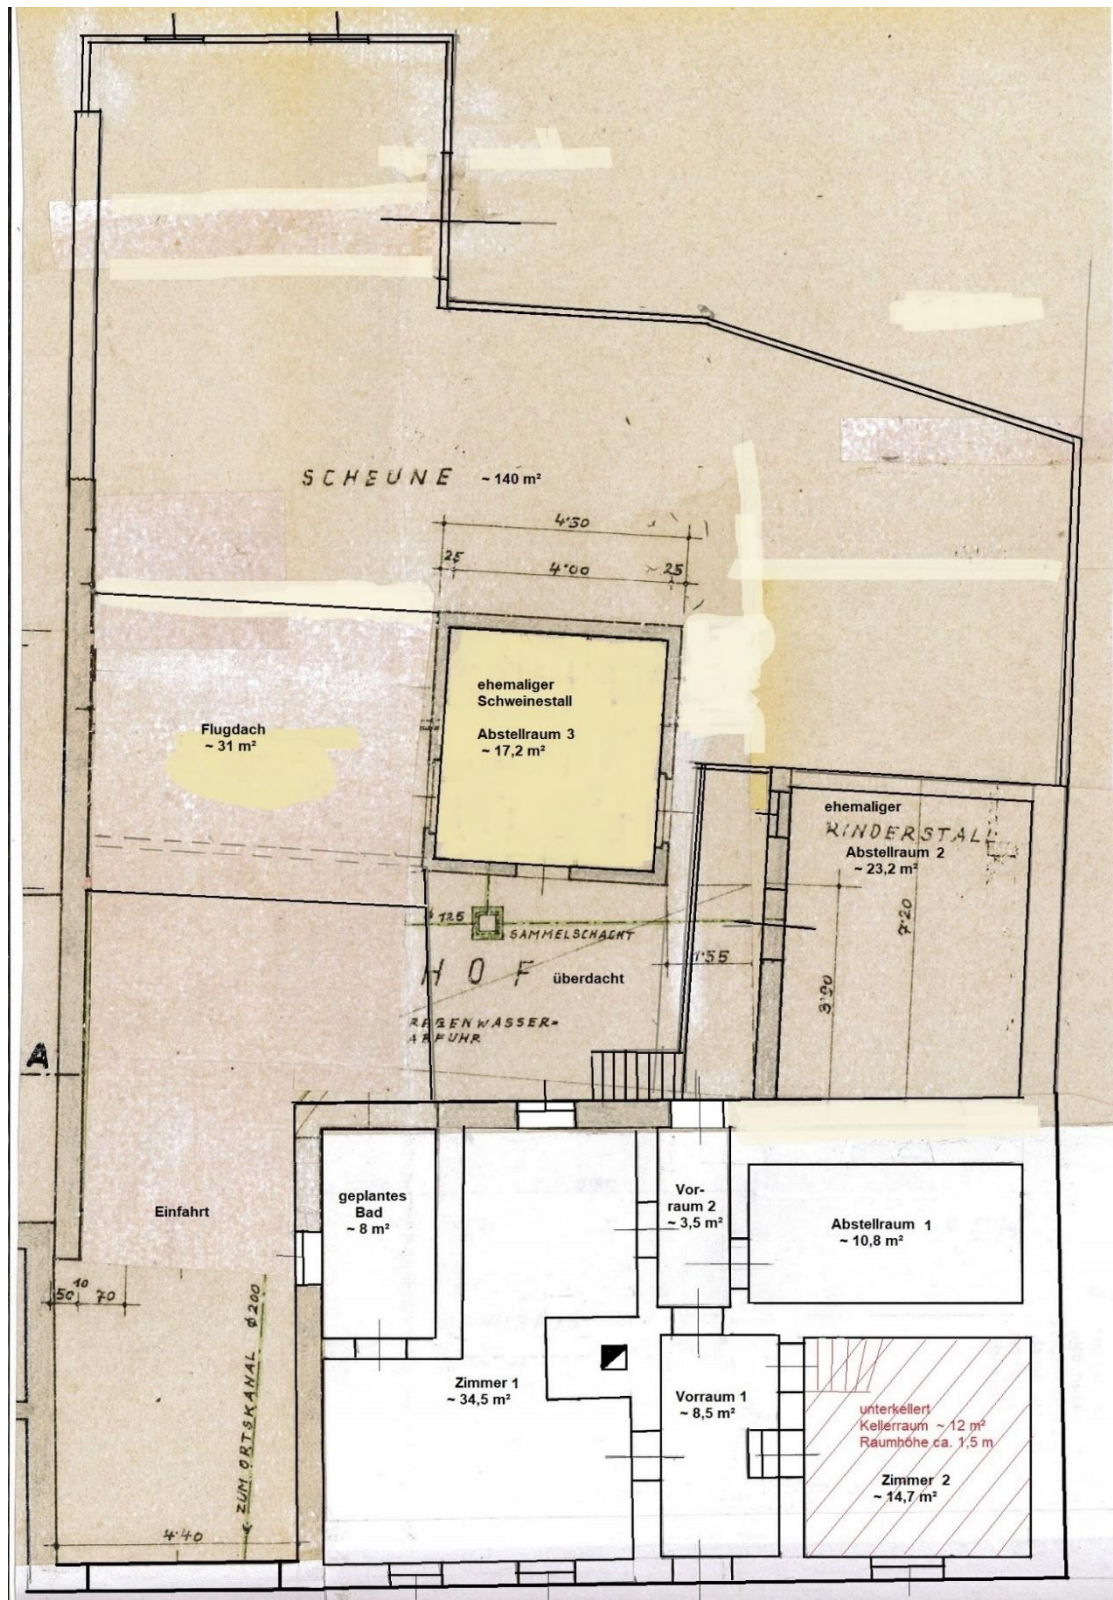 SCHEUNE ~ 140 m²
4·50
25 4·00 25
ehemaliger
Schweinestall
Abstellraum 3
~ 17,2 m²
Flugdach
~ 31 m²
ehemaliger
RINDERSTALL
Abstellraum 2
~ 23,2 m²
7·20
3·90
125
SAMMELSCHACHT
1·55
HOF überdacht
REGENWASSER=
ABFUHR
A
Einfahrt
geplantes
Bad
~ 8 m²
Vor-
raum 2
~ 3,5 m²
Abstellraum 1
~ 10,8 m²
50 10 70
ZUM ORTSKANAL ø 200
4·40
Zimmer 1
~ 34,5 m²
Vorraum 1
~ 8,5 m²
unterkellert
Kellerraum ~ 12 m²
Raumhöhe ca. 1,5 m
Zimmer 2
~ 14,7 m²